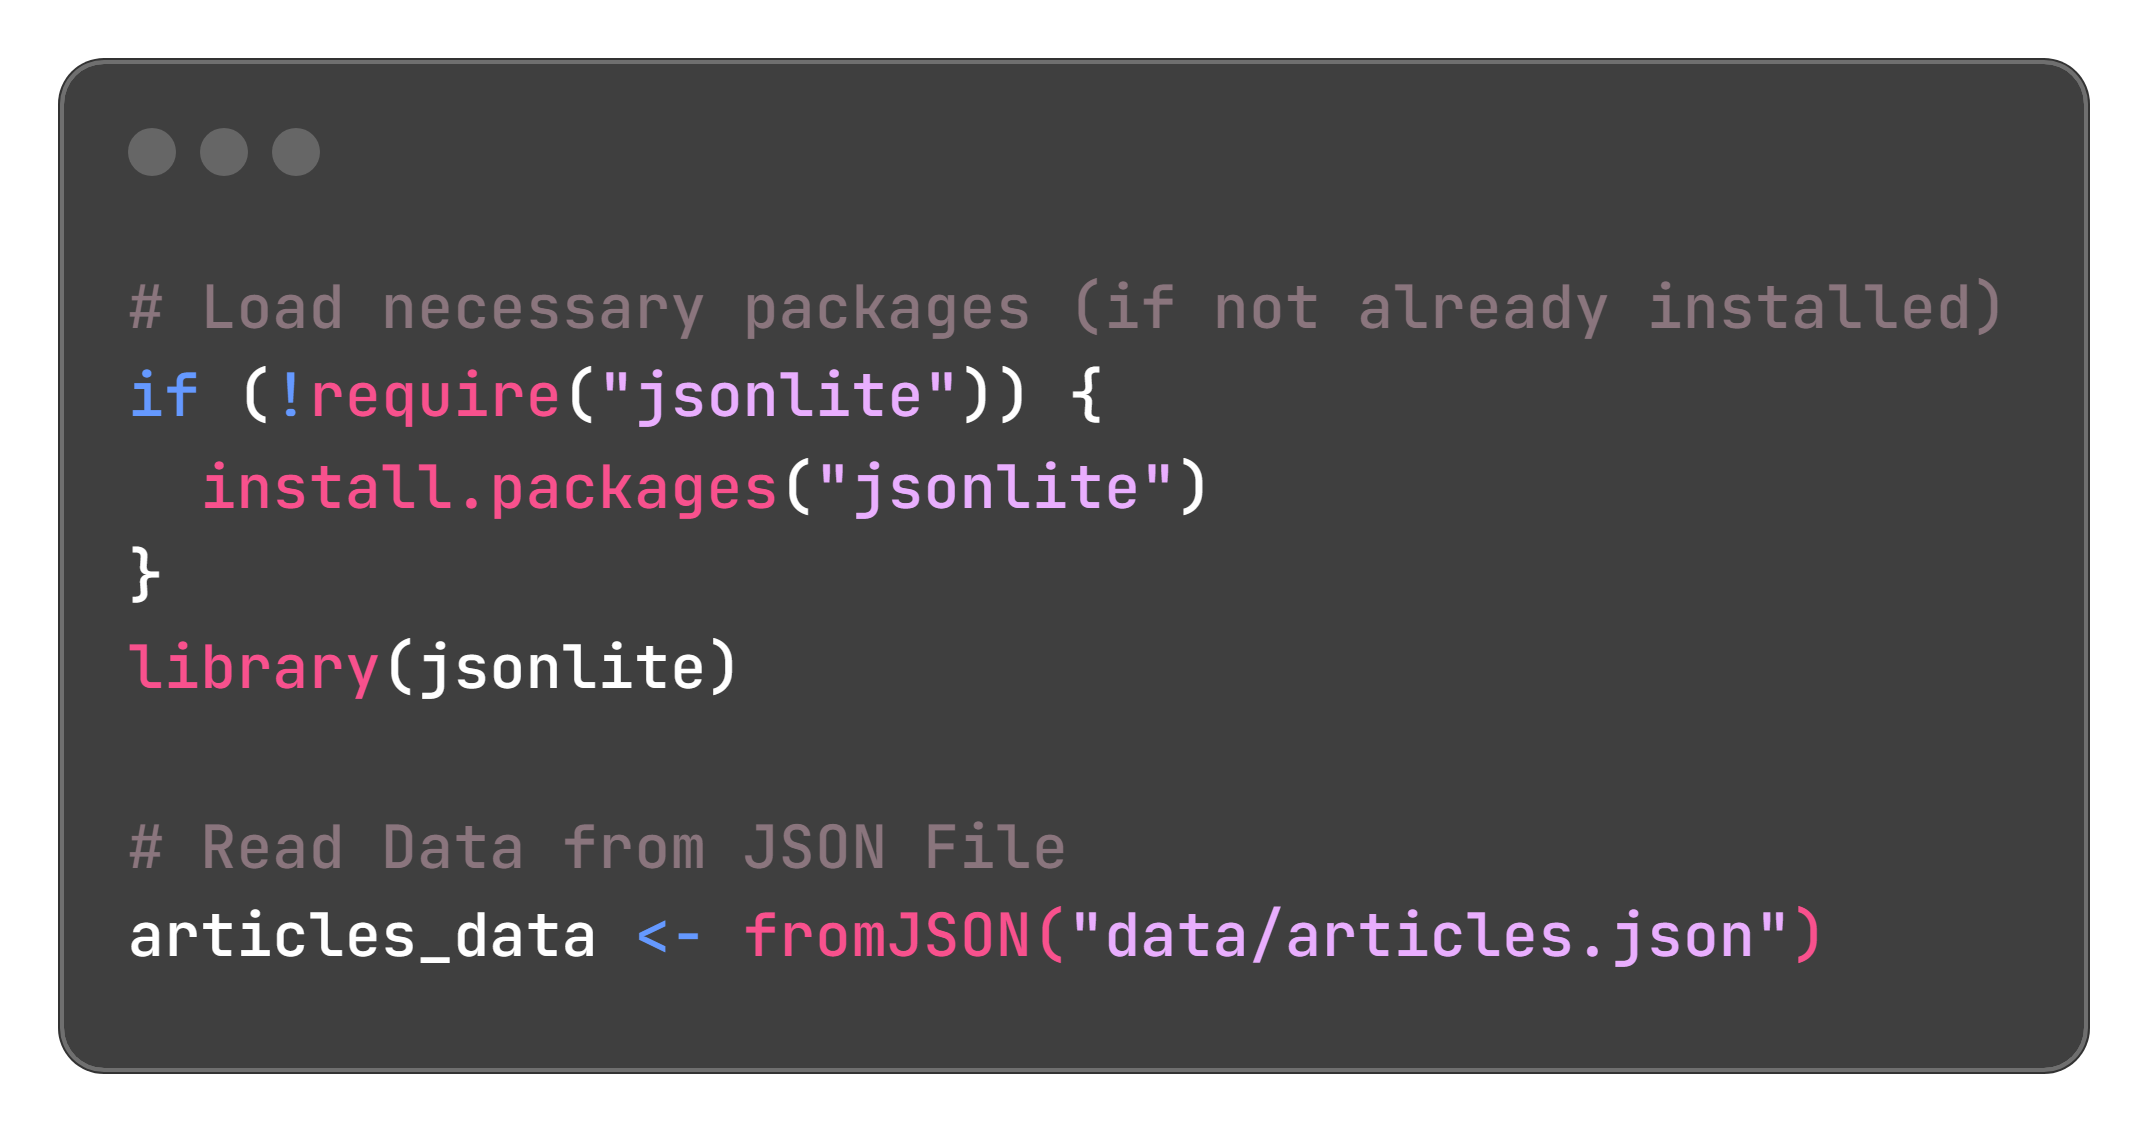 # Load necessary packages (if not already installed)
if (!require("jsonlite")) {
  install.packages("jsonlite")
}
library(jsonlite)

# Read Data from JSON File
articles_data <- fromJSON("data/articles.json")